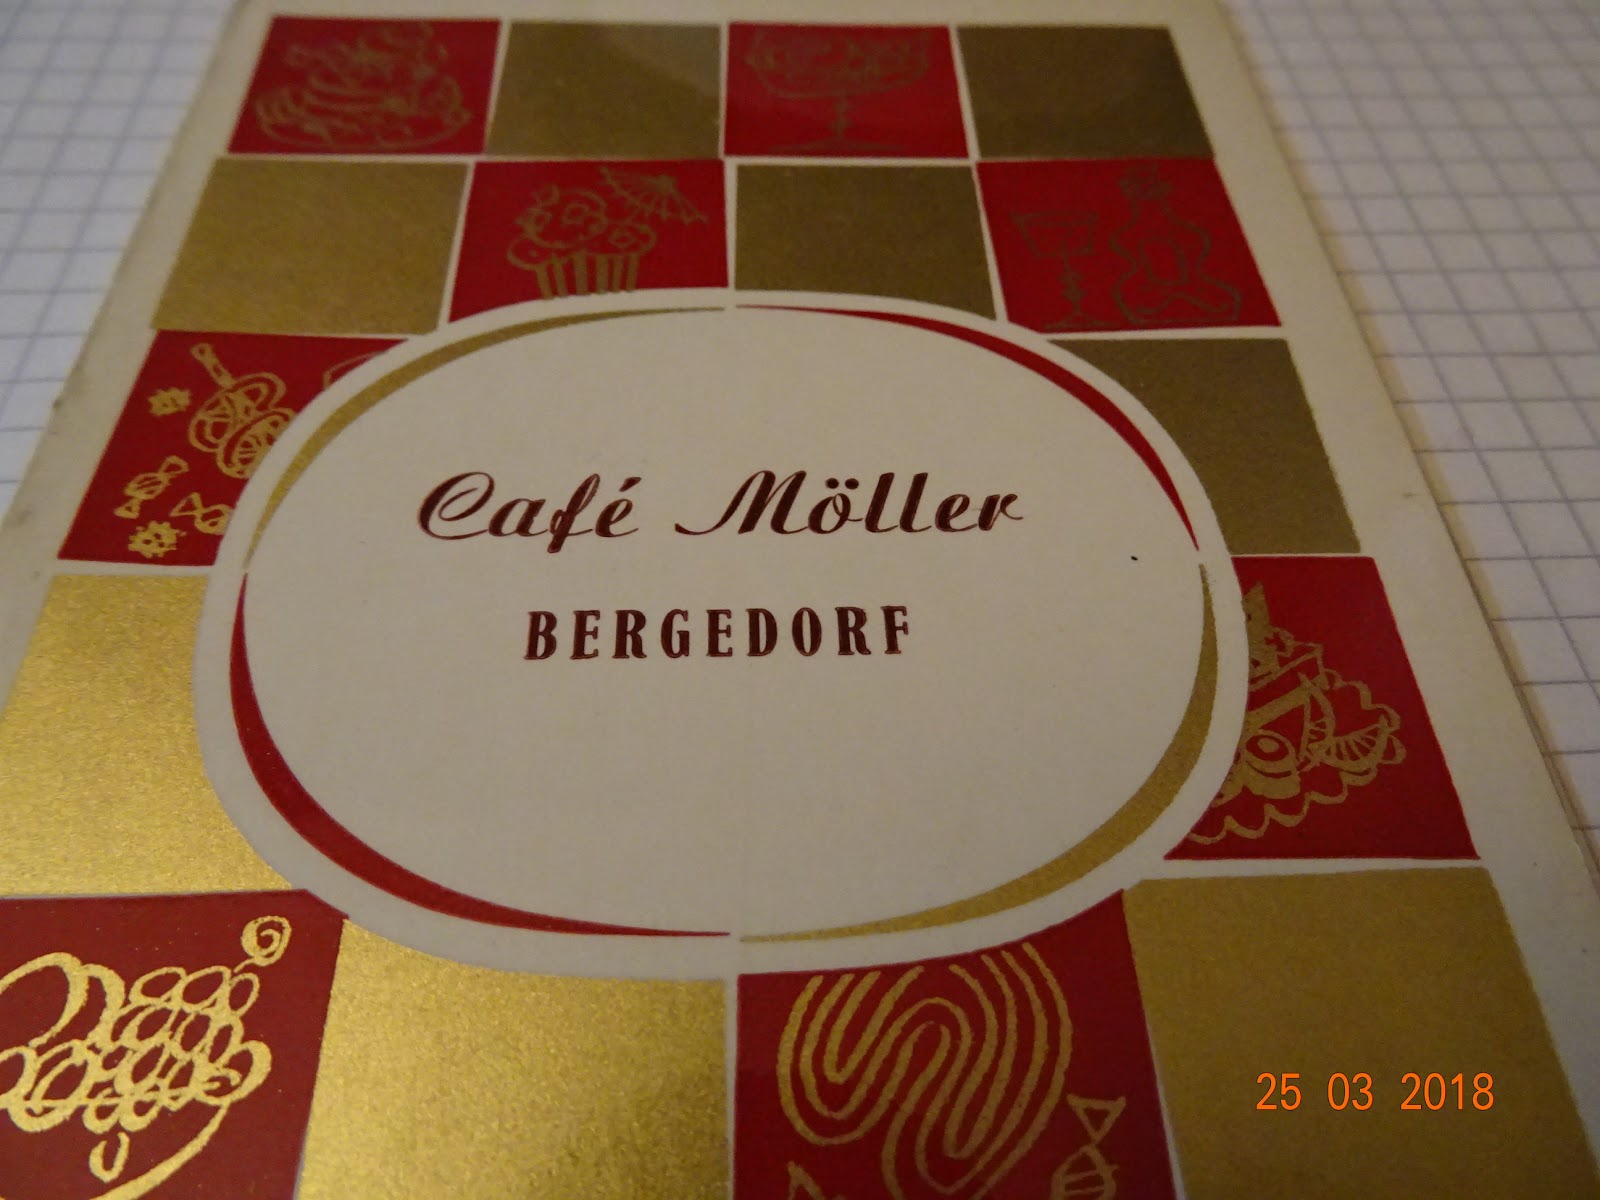 Café Möller
BERGEDORF
25 03 2018